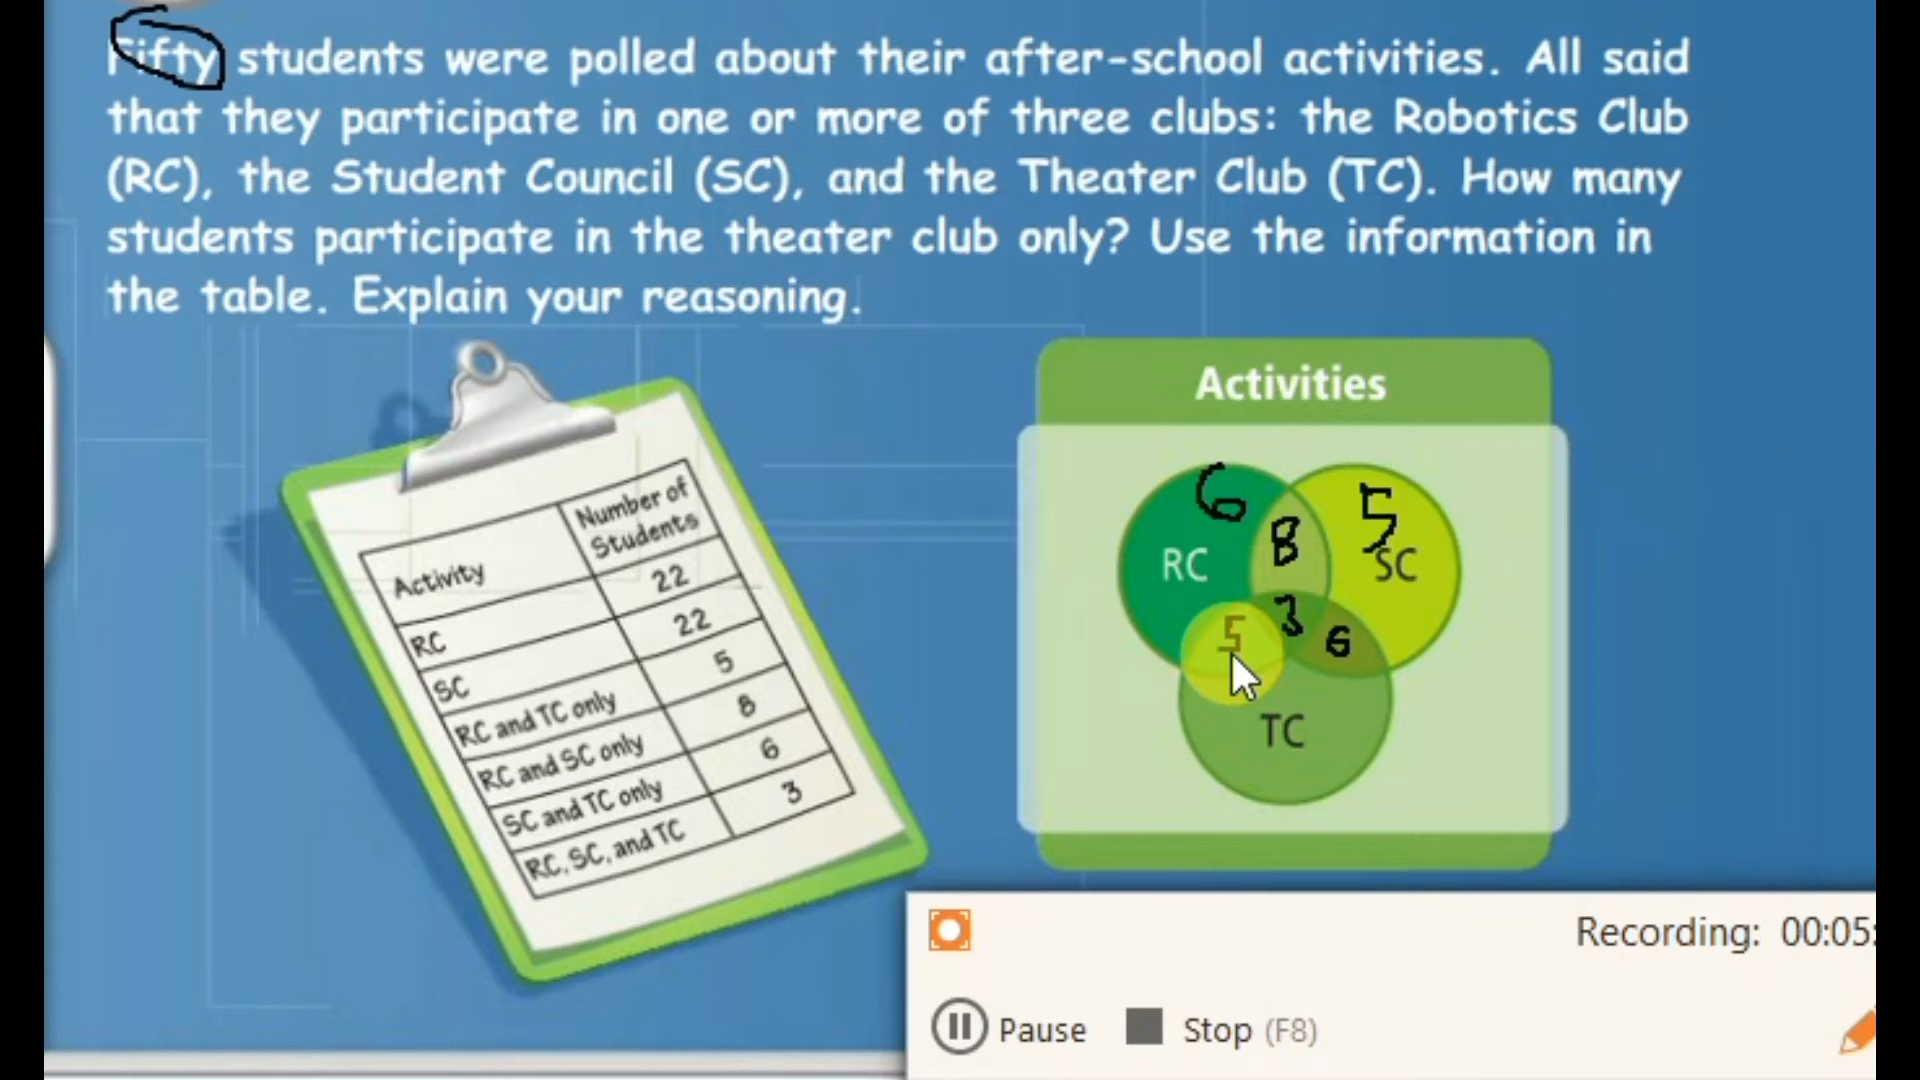 Fifty students were polled about their after-school activities. All said
that they participate in one or more of three clubs: the Robotics Club
(RC), the Student Council (SC), and the Theater Club (TC). How many
students participate in the theater club only? Use the information in
the table. Explain your reasoning.
Activity
Number of
Students
RC
22
SC
22
RC and TC only
5
RC and SC only
8
SC and TC only
6
RC, SC, and TC
3
Activities
6
8
5
RC
SC
5
3
6
TC
Recording: 00:05:
Pause
Stop (F8)